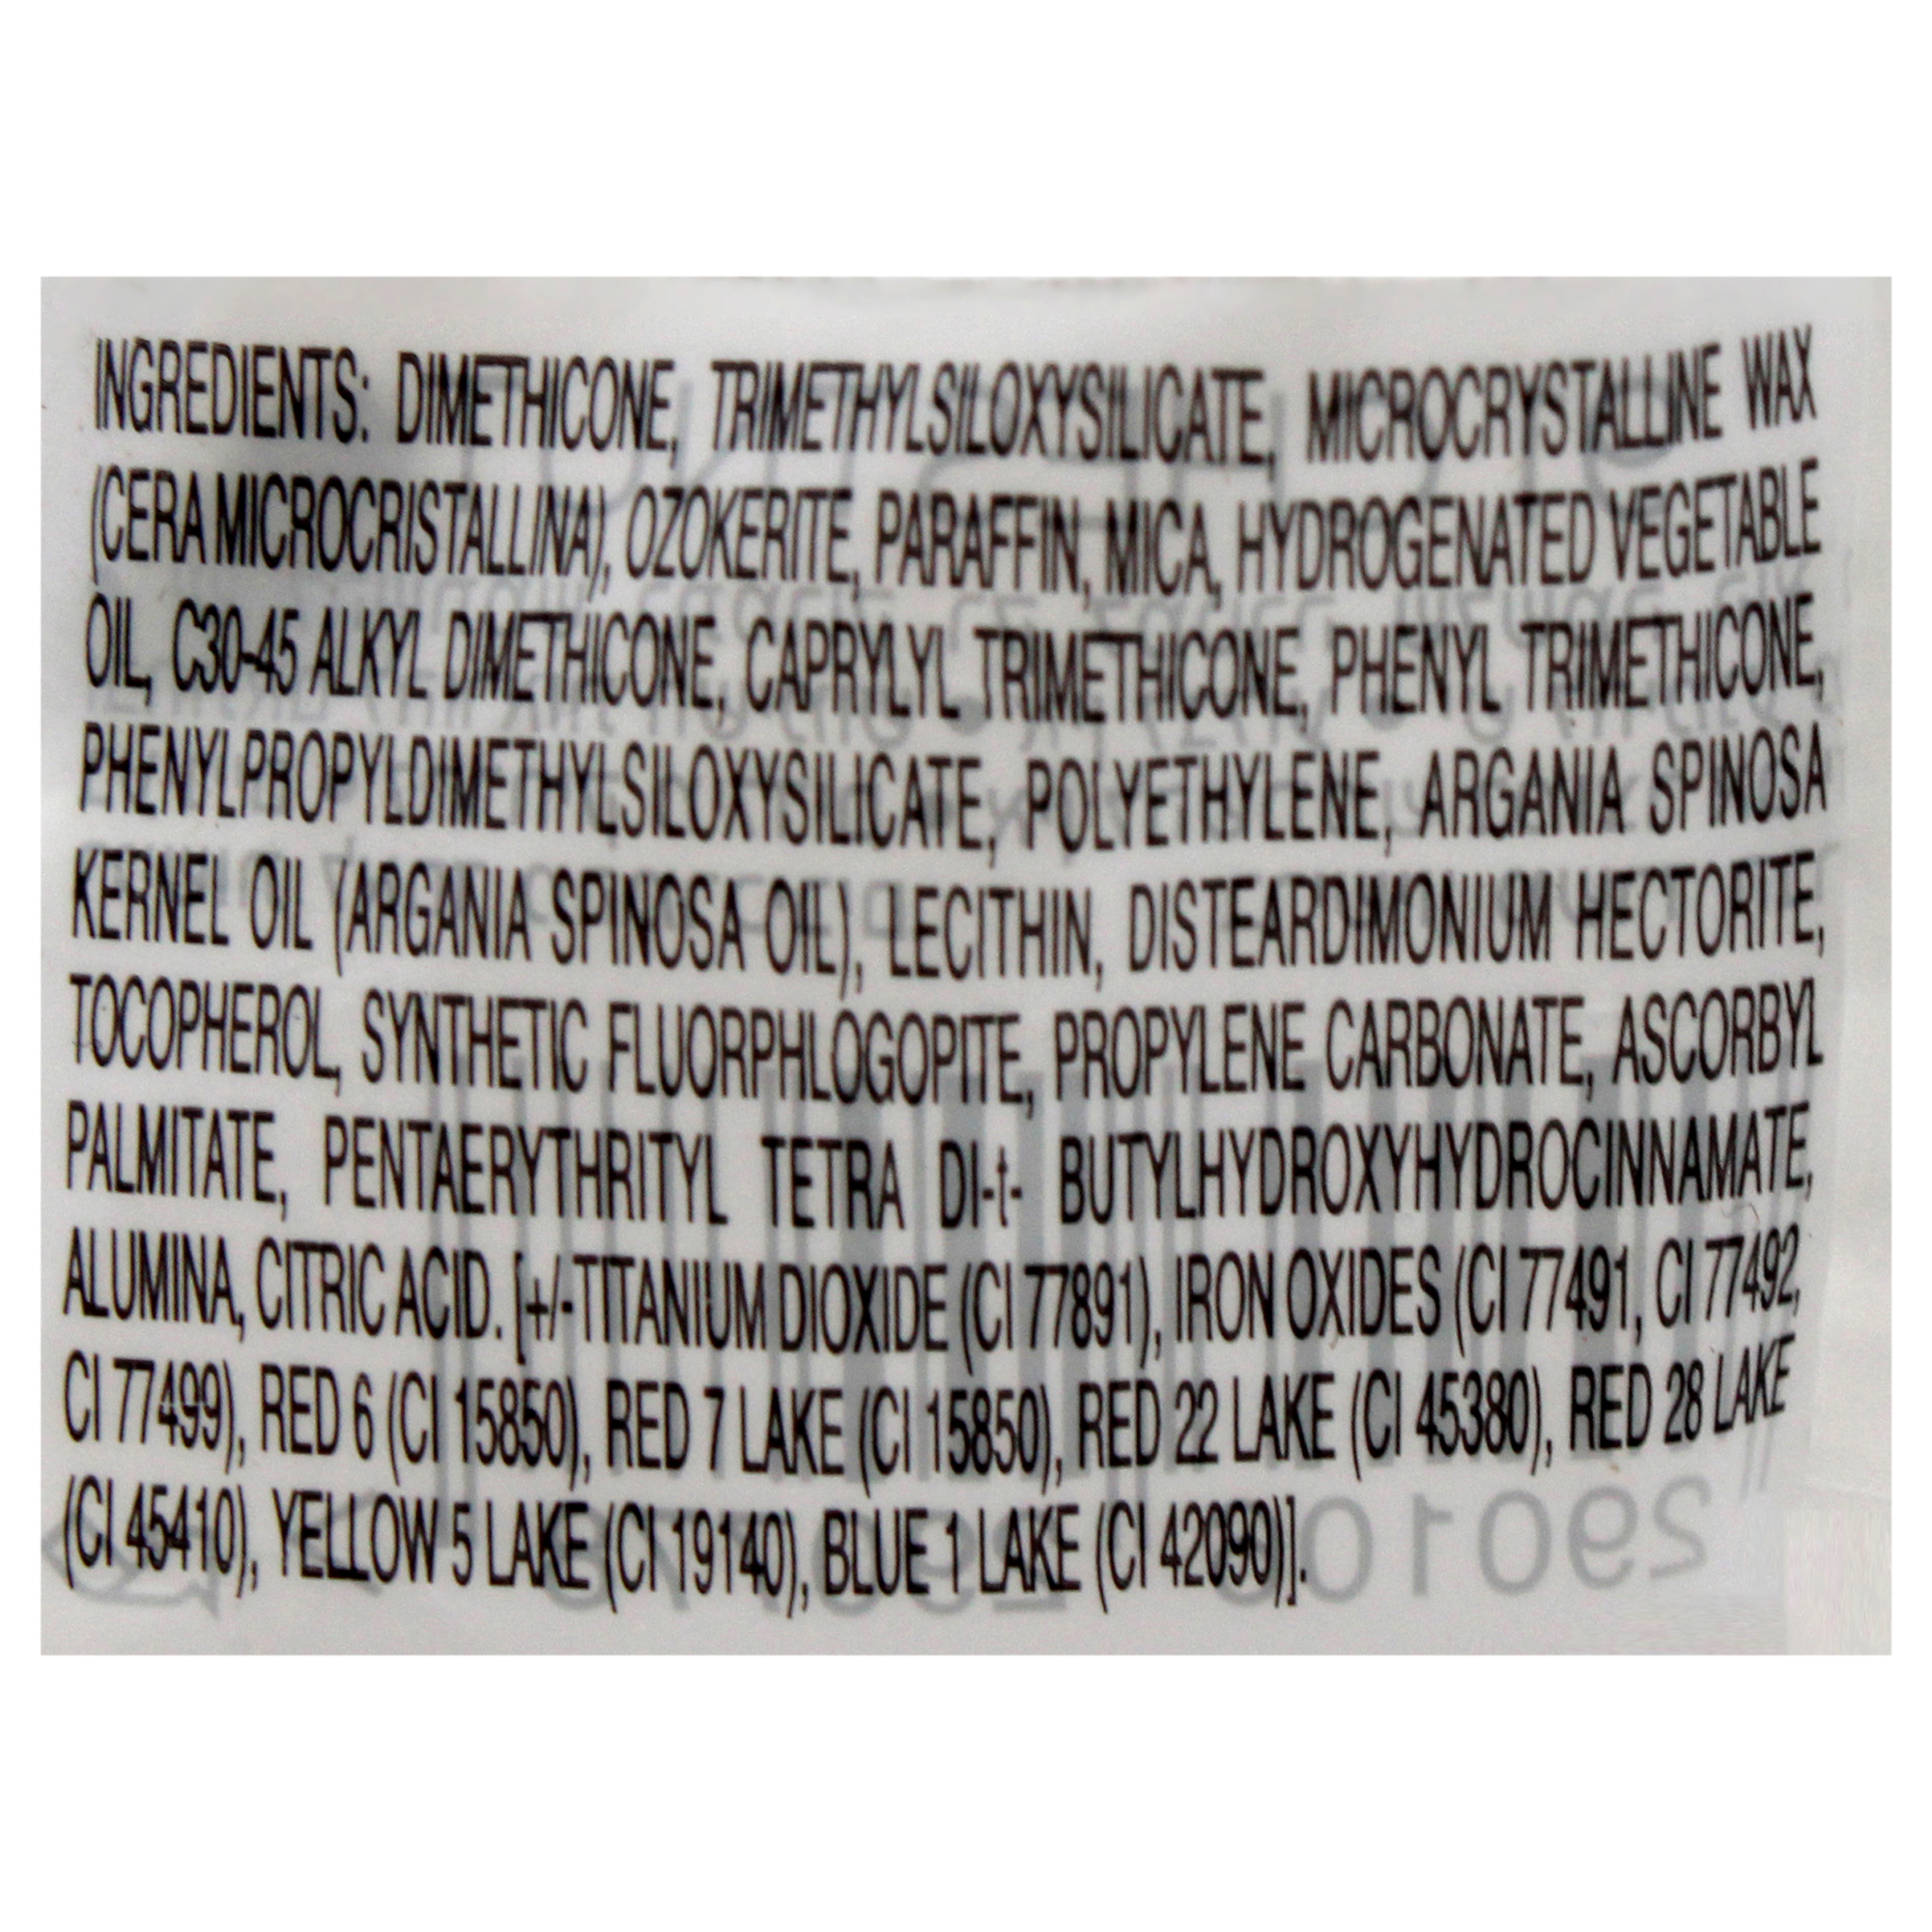 INGREDIENTS: DIMETHICONE, TRIMETHYLSILOXYSILICATE, MICROCRYSTALLINE WAX
(CERA MICROCRISTALLINA), OZOKERITE, PARAFFIN, MICA, HYDROGENATED VEGETABLE
OIL, C30-45 ALKYL DIMETHICONE, CAPRYLYL TRIMETHICONE, PHENYL TRIMETHICONE,
PHENYLPROPYLDIMETHYLSILOXYSILICATE, POLYETHYLENE, ARGANIA SPINOSA
KERNEL OIL (ARGANIA SPINOSA OIL), LECITHIN, DISTEARDIMONIUM HECTORITE,
TOCOPHEROL, SYNTHETIC FLUORPHLOGOPITE, PROPYLENE CARBONATE, ASCORBYL
PALMITATE, PENTAERYTHRITYL TETRA DI-t- BUTYLHYDROXYHYDROCINNAMATE,
ALUMINA, CITRIC ACID. [+/-TITANIUM DIOXIDE (CI 77891), IRON OXIDES (CI 77491, CI 77492,
CI 77499), RED 6 (CI 15850), RED 7 LAKE (CI 15850), RED 22 LAKE (CI 45380), RED 28 LAKE
(CI 45410), YELLOW 5 LAKE (CI 19140), BLUE 1 LAKE (CI 42090)].